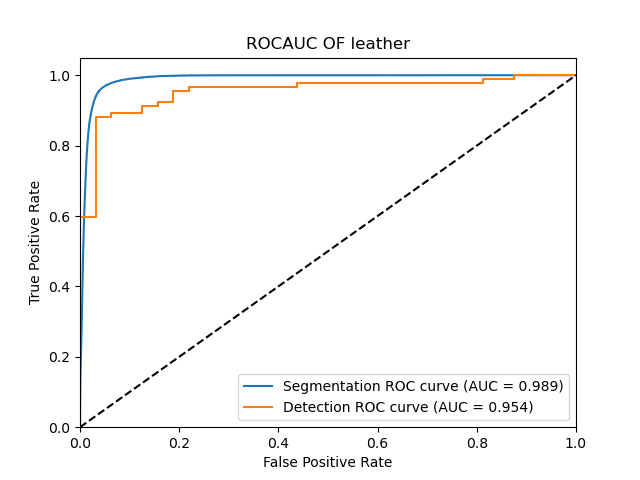 ROCAUC OF leather
True Positive Rate
1.0
0.8
0.6
0.4
0.2
0.0
0.0 0.2 0.4 0.6 0.8 1.0
False Positive Rate
Segmentation ROC curve (AUC = 0.989)
Detection ROC curve (AUC = 0.954)